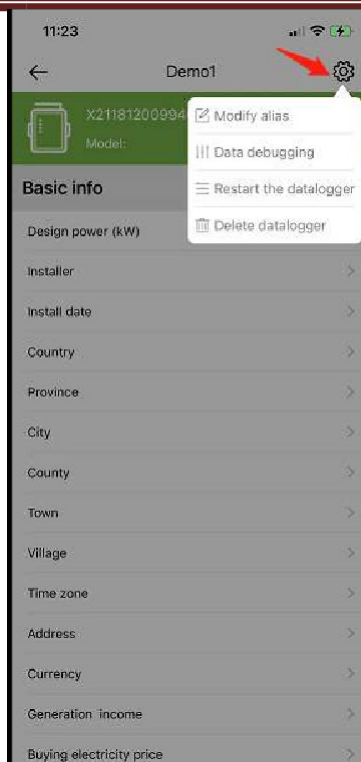 11:23
Demo1
X21181200994
Model:
Modify alias
Data debugging
Restart the datalogger
Delete datalogger
Basic info
Design power (kW)
Installer
Install date
Country
Province
City
County
Town
Village
Time zone
Address
Currency
Generation income
Buying electricity price